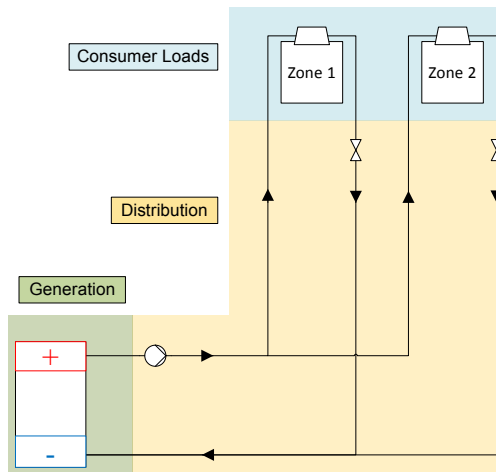 Consumer Loads
Zone 1
Zone 2
Distribution
Generation
+
-